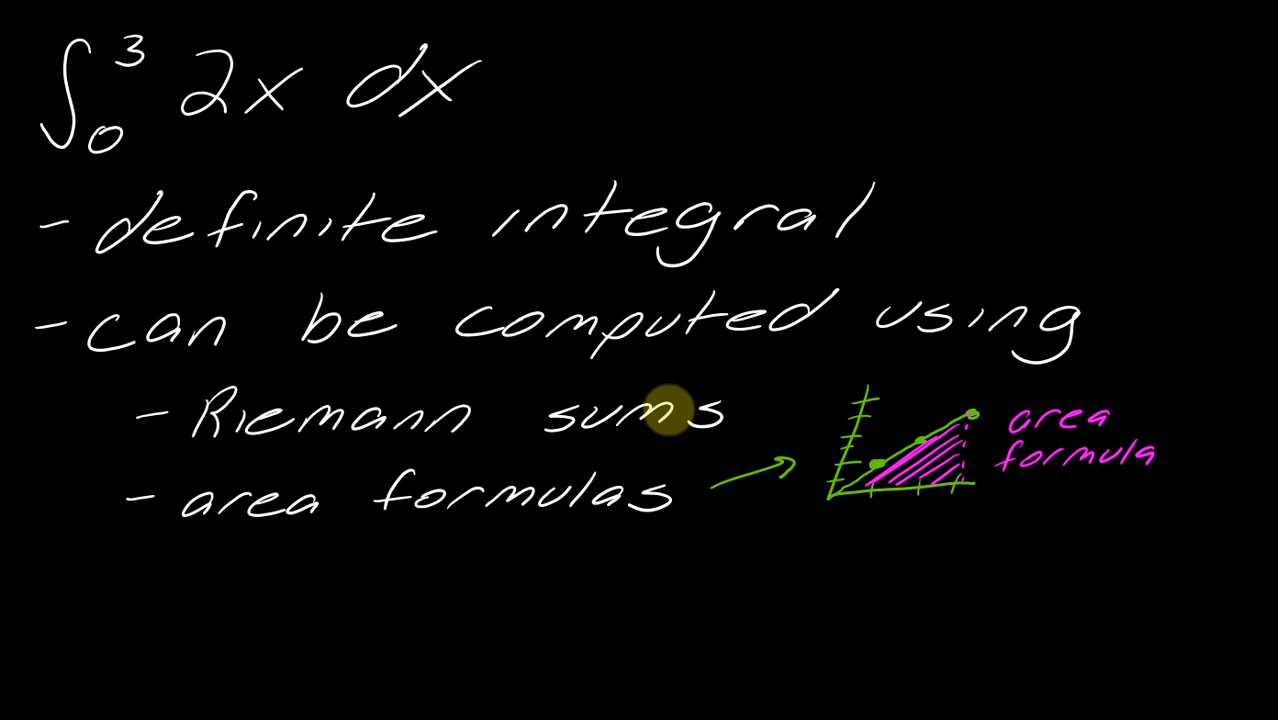 ∫₀³ 2x dx
- definite integral
- can be computed using
- Riemann sums
- area formulas
area
formula